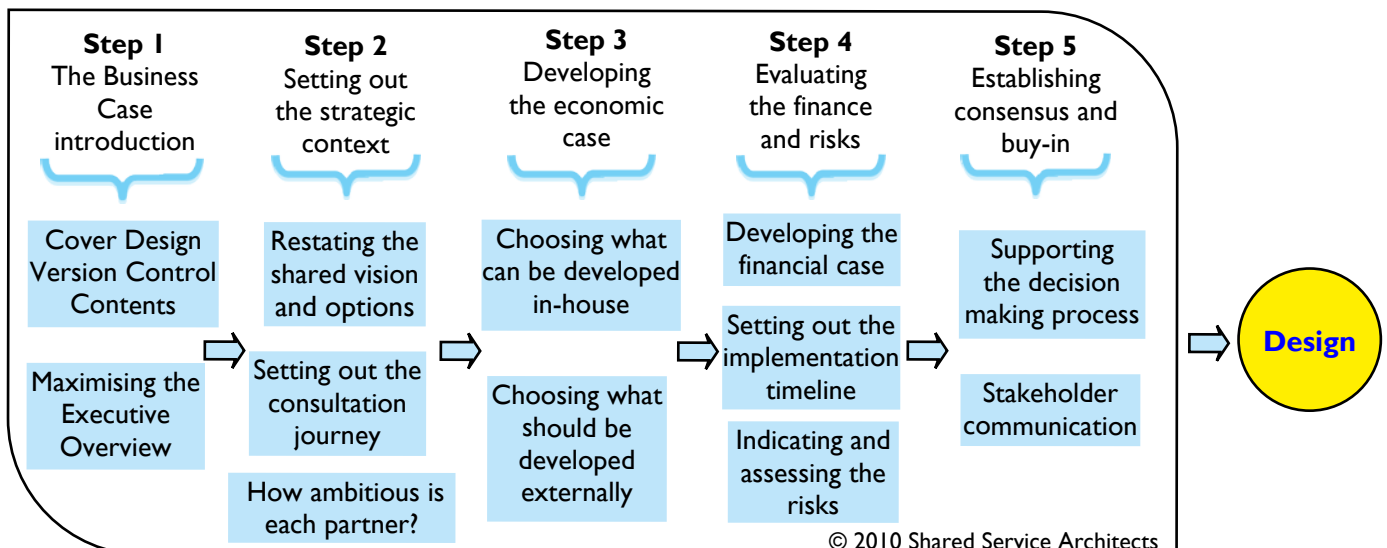 Step 1
The Business
Case
introduction
Cover Design
Version Control
Contents
Maximising the
Executive
Overview
Step 2
Setting out
the strategic
context
Restating the
shared vision
and options
Setting out the
consultation
journey
How ambitious is
each partner?
Step 3
Developing
the economic
case
Choosing what
can be developed
in-house
Choosing what
should be
developed
externally
Step 4
Evaluating
the finance
and risks
Developing the
financial case
Setting out the
implementation
timeline
Indicating and
assessing the
risks
Step 5
Establishing
consensus and
buy-in
Supporting
the decision
making process
Stakeholder
communication
Design
© 2010 Shared Service Architects